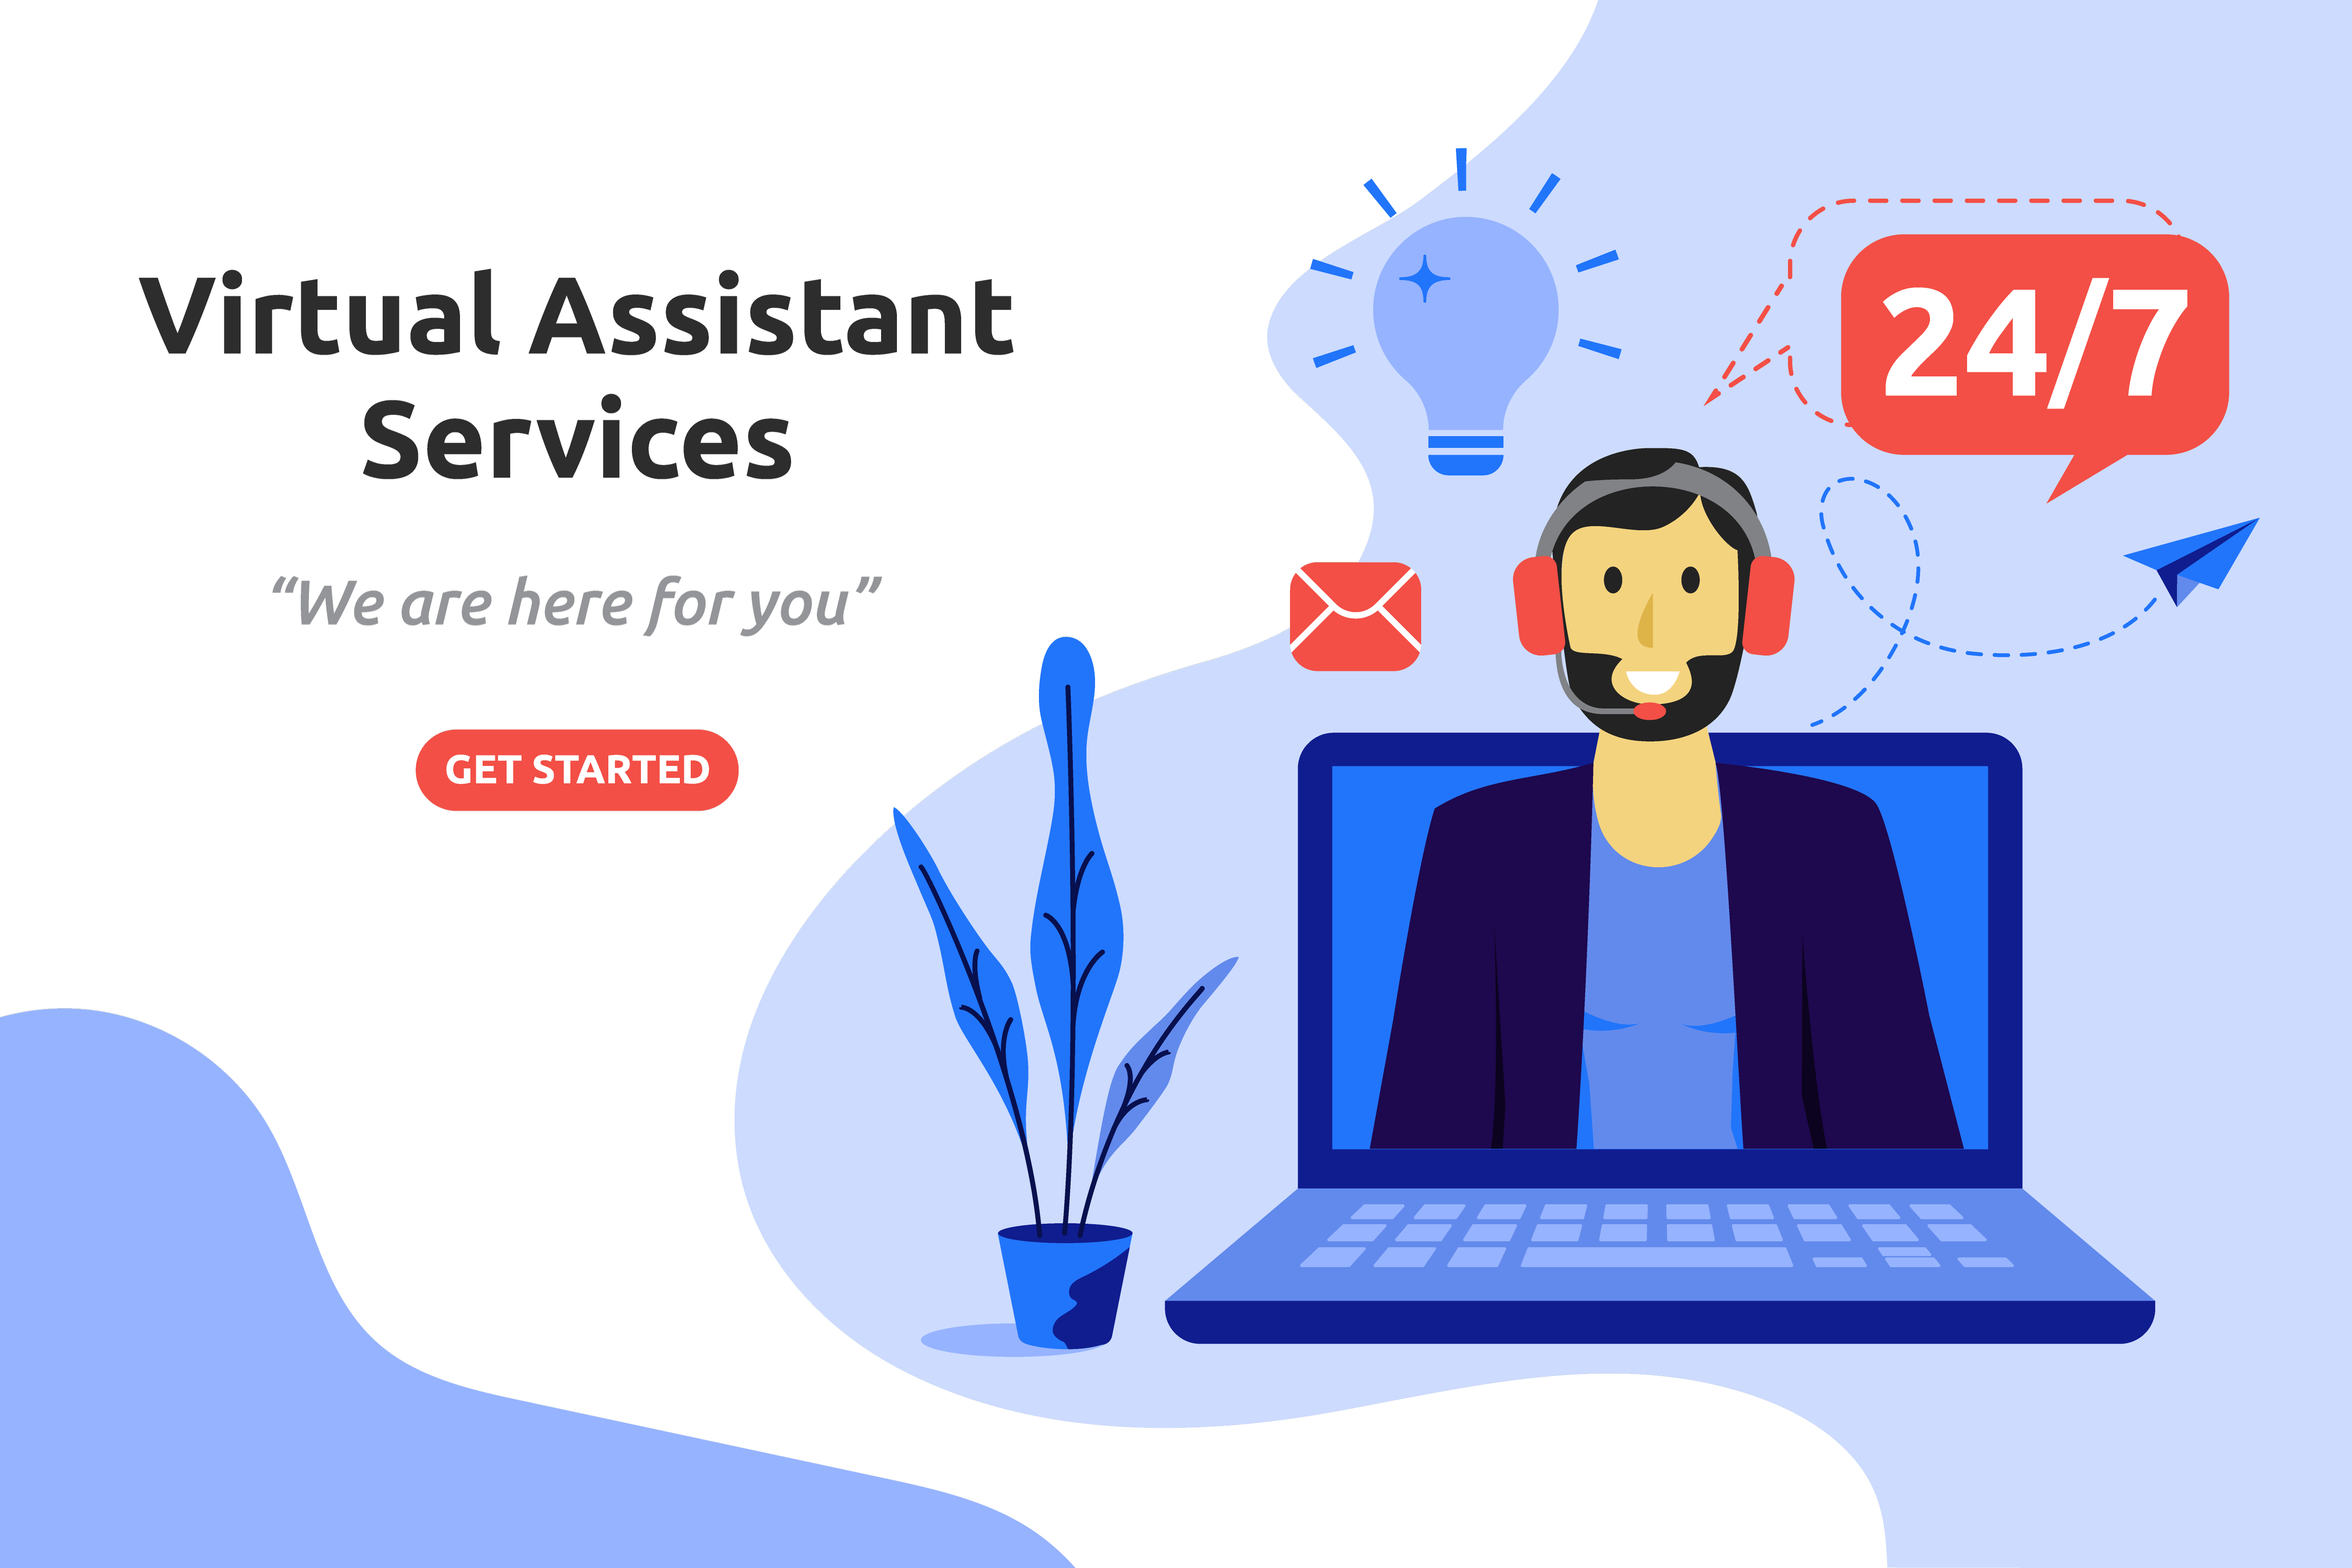 Virtual Assistant
Services
“We are here for you”
GET STARTED
24/7